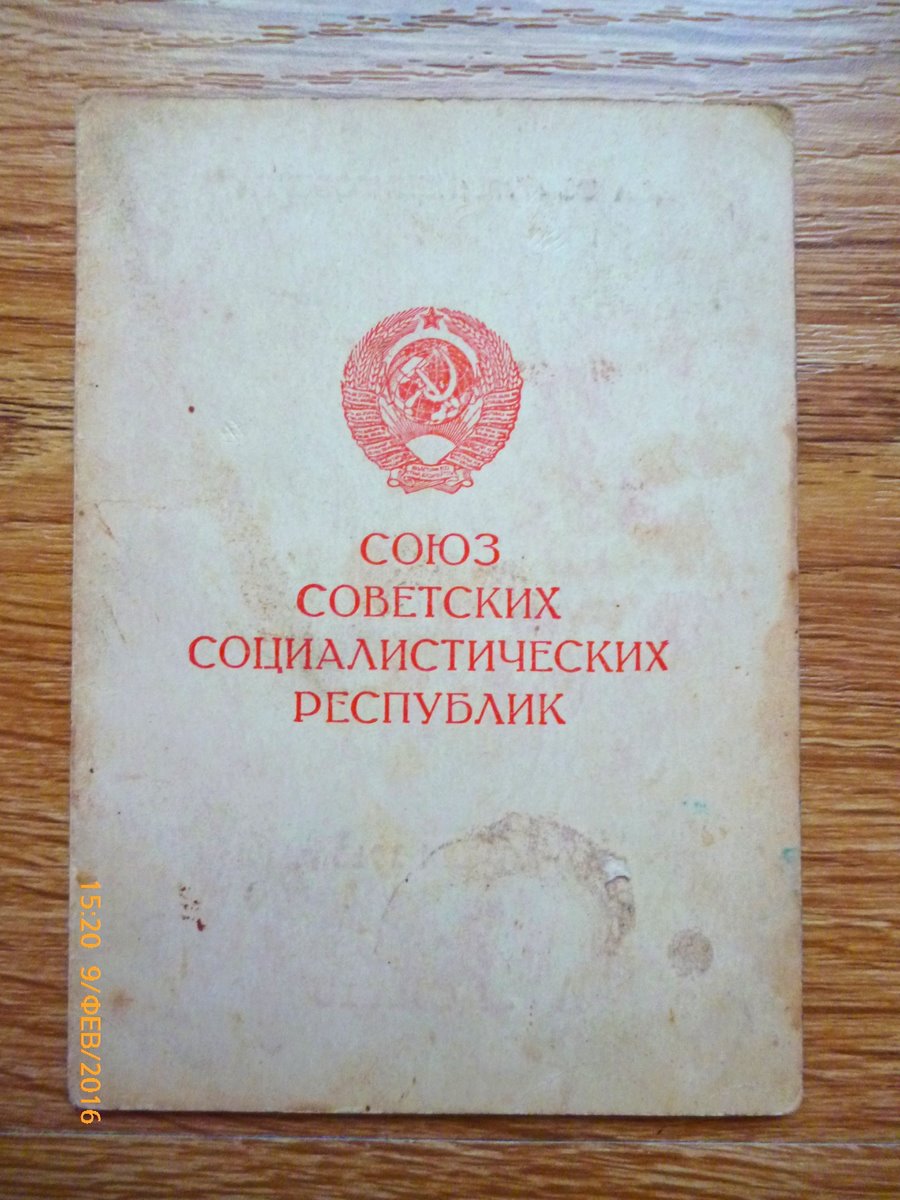 СОЮЗ
СОВЕТСКИХ
СОЦИАЛИСТИЧЕСКИХ
РЕСПУБЛИК
15:20 9/ФЕВ/2016